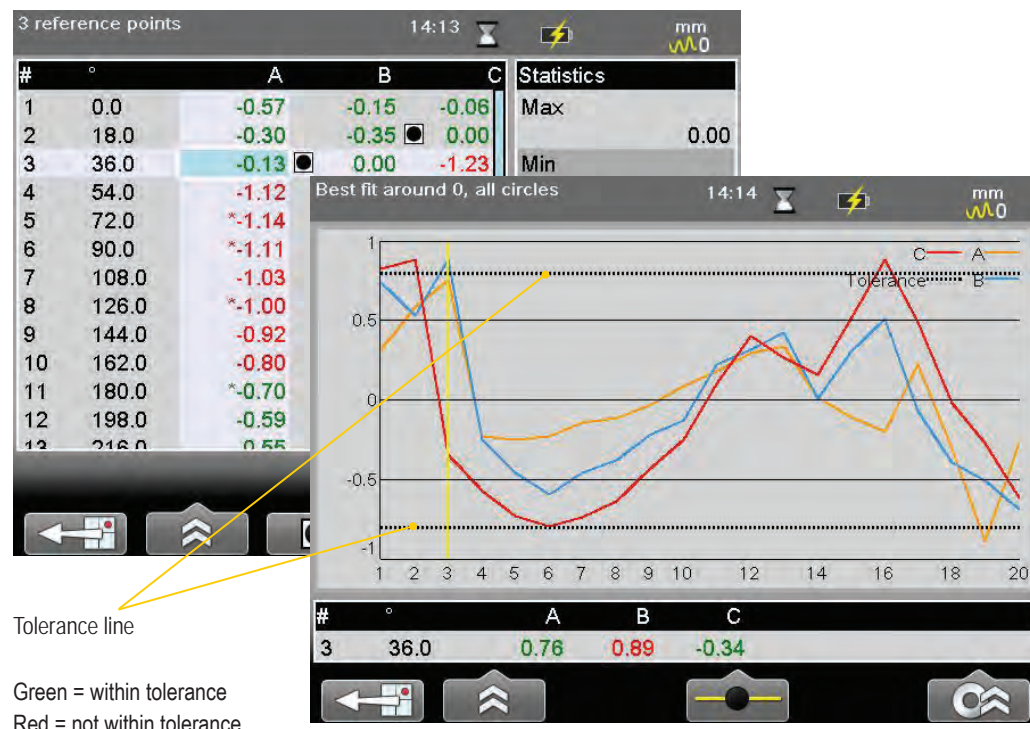 3 reference points 14:13 mm
0
# ° A B C Statistics
1 0.0 -0.57 -0.15 -0.06 Max
2 18.0 -0.30 -0.35 0.00 0.00
3 36.0 -0.13 0.00 -1.23 Min
4 54.0 -1.12
5 72.0 *-1.14
6 90.0 *-1.11
7 108.0 -1.03
8 126.0 *-1.00
9 144.0 -0.92
10 162.0 -0.80
11 180.0 *-0.70
12 198.0 -0.59
13 216.0 0.55
Best fit around 0, all circles 14:14 mm
0
1
C A
Tolerance B
0.5
0
-0.5
-1
1 2 3 4 5 6 7 8 9 10 12 14 16 18 20
# ° A B C
3 36.0 0.76 0.89 -0.34
Tolerance line
Green = within tolerance
Red = not within tolerance